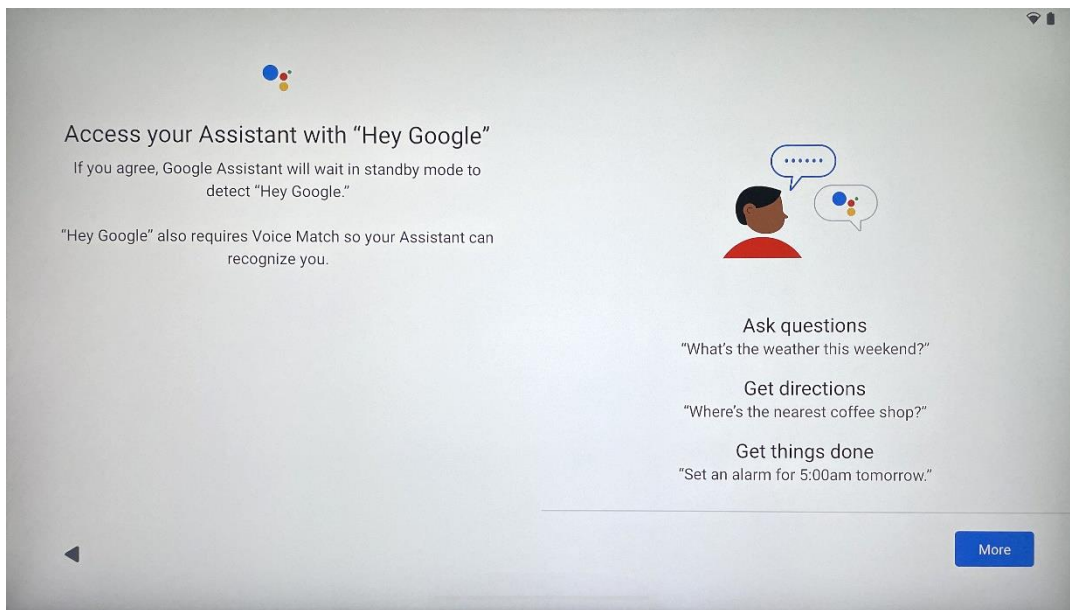 Access your Assistant with “Hey Google”
If you agree, Google Assistant will wait in standby mode to
detect “Hey Google.”
“Hey Google” also requires Voice Match so your Assistant can
recognize you.
Ask questions
“What’s the weather this weekend?”
Get directions
“Where’s the nearest coffee shop?”
Get things done
“Set an alarm for 5:00am tomorrow.”
More